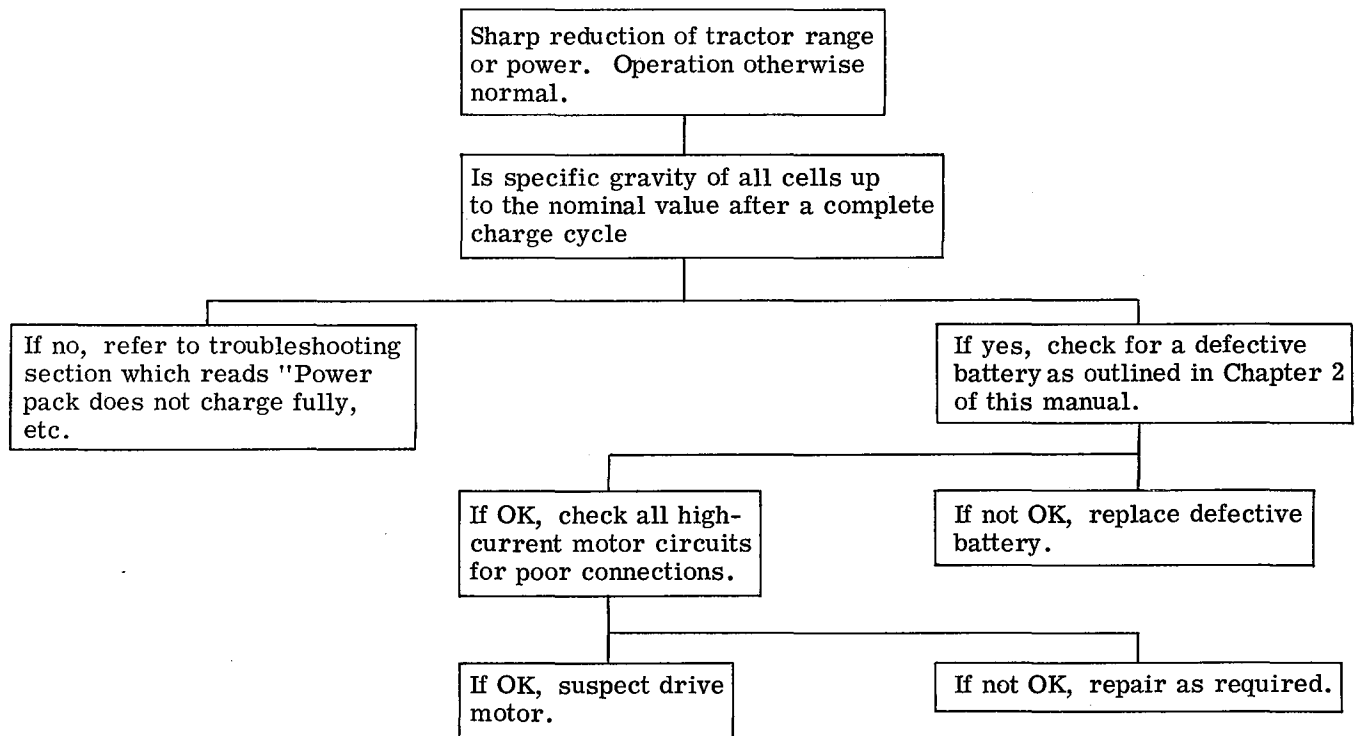 Sharp reduction of tractor range
or power. Operation otherwise
normal.
Is specific gravity of all cells up
to the nominal value after a complete
charge cycle
If no, refer to troubleshooting
section which reads "Power
pack does not charge fully,
etc.
If yes, check for a defective
battery as outlined in Chapter 2
of this manual.
If OK, check all high-
current motor circuits
for poor connections.
If not OK, replace defective
battery.
If OK, suspect drive
motor.
If not OK, repair as required.